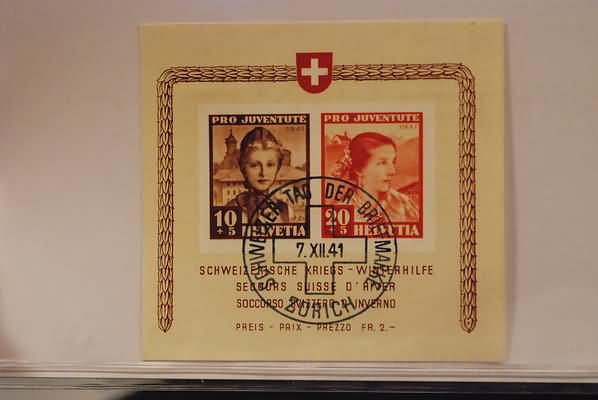 PRO JUVENTUTE
1941
10
+ 5
HELVETIA
PRO JUVENTUTE
1941
20
+ 5
HELVETIA
SCHWEIZER. TAG DER BRIEFMARKE
7. XII. 41
ZÜRICH
SCHWEIZERISCHE KRIEGS - WINTERHILFE
SECOURS SUISSE D'HIVER
SOCCORSO SVIZZERO D'INVERNO
PREIS - PRIX - PREZZO FR. 2.-